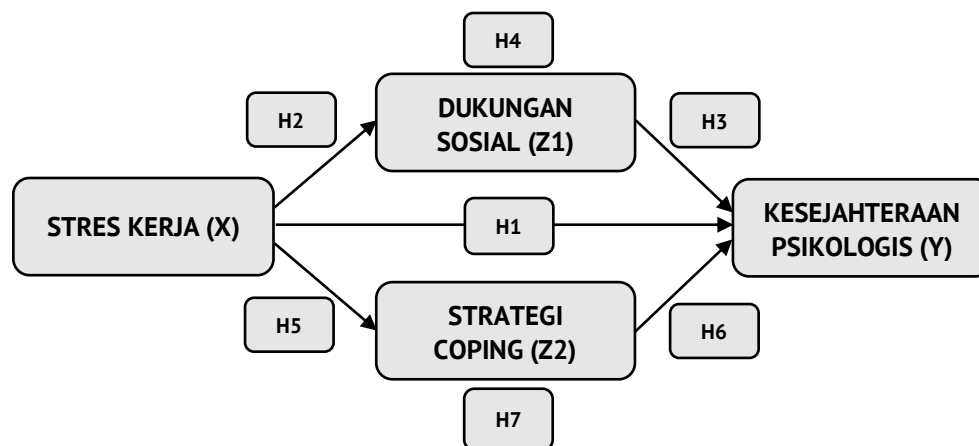 H4
H2
DUKUNGAN
SOSIAL (Z1)
H3
STRES KERJA (X)
H1
KESEJAHTERAAN
PSIKOLOGIS (Y)
H5
STRATEGI
COPING (Z2)
H6
H7